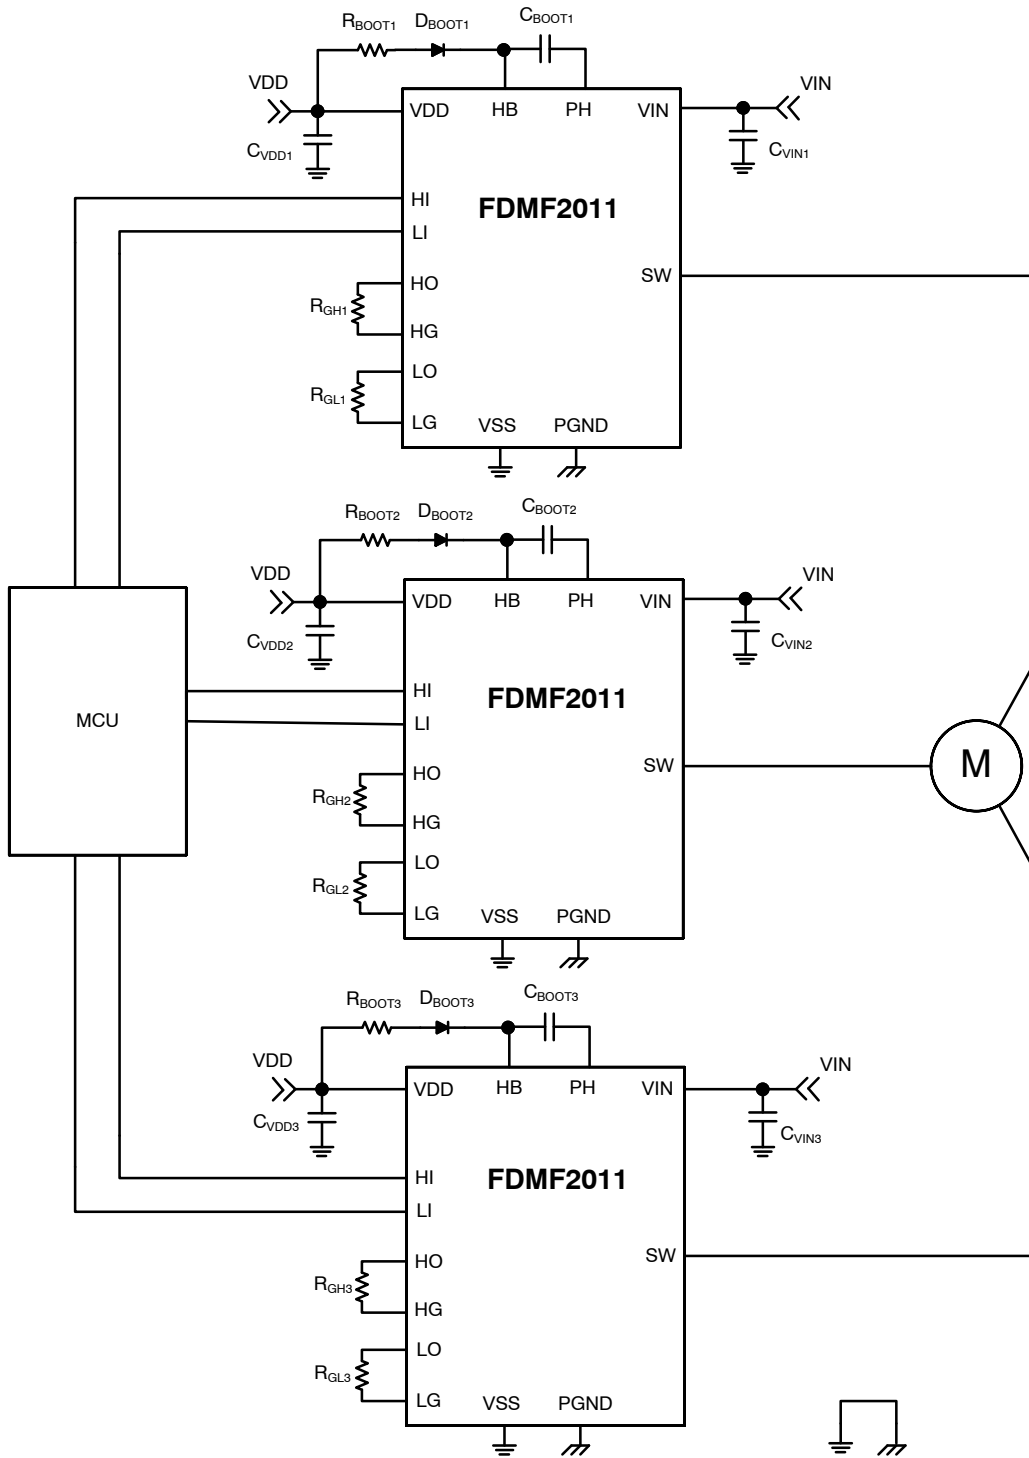 RBOOT1 DBOOT1 CBOOT1
VDD VIN
VDD HB PH VIN
CVDD1 CVIN1
HI
FDMF2011
LI
SW
HO
RGH1
HG
LO
RGL1
LG
VSS PGND
RBOOT2 DBOOT2 CBOOT2
VDD VIN
VDD HB PH VIN
CVDD2 CVIN2
HI
FDMF2011
MCU
LI
SW
M
HO
RGH2
HG
LO
RGL2
LG
VSS PGND
RBOOT3 DBOOT3 CBOOT3
VDD VIN
VDD HB PH VIN
CVDD3 CVIN3
HI
FDMF2011
LI
SW
HO
RGH3
HG
LO
RGL3
LG
VSS PGND